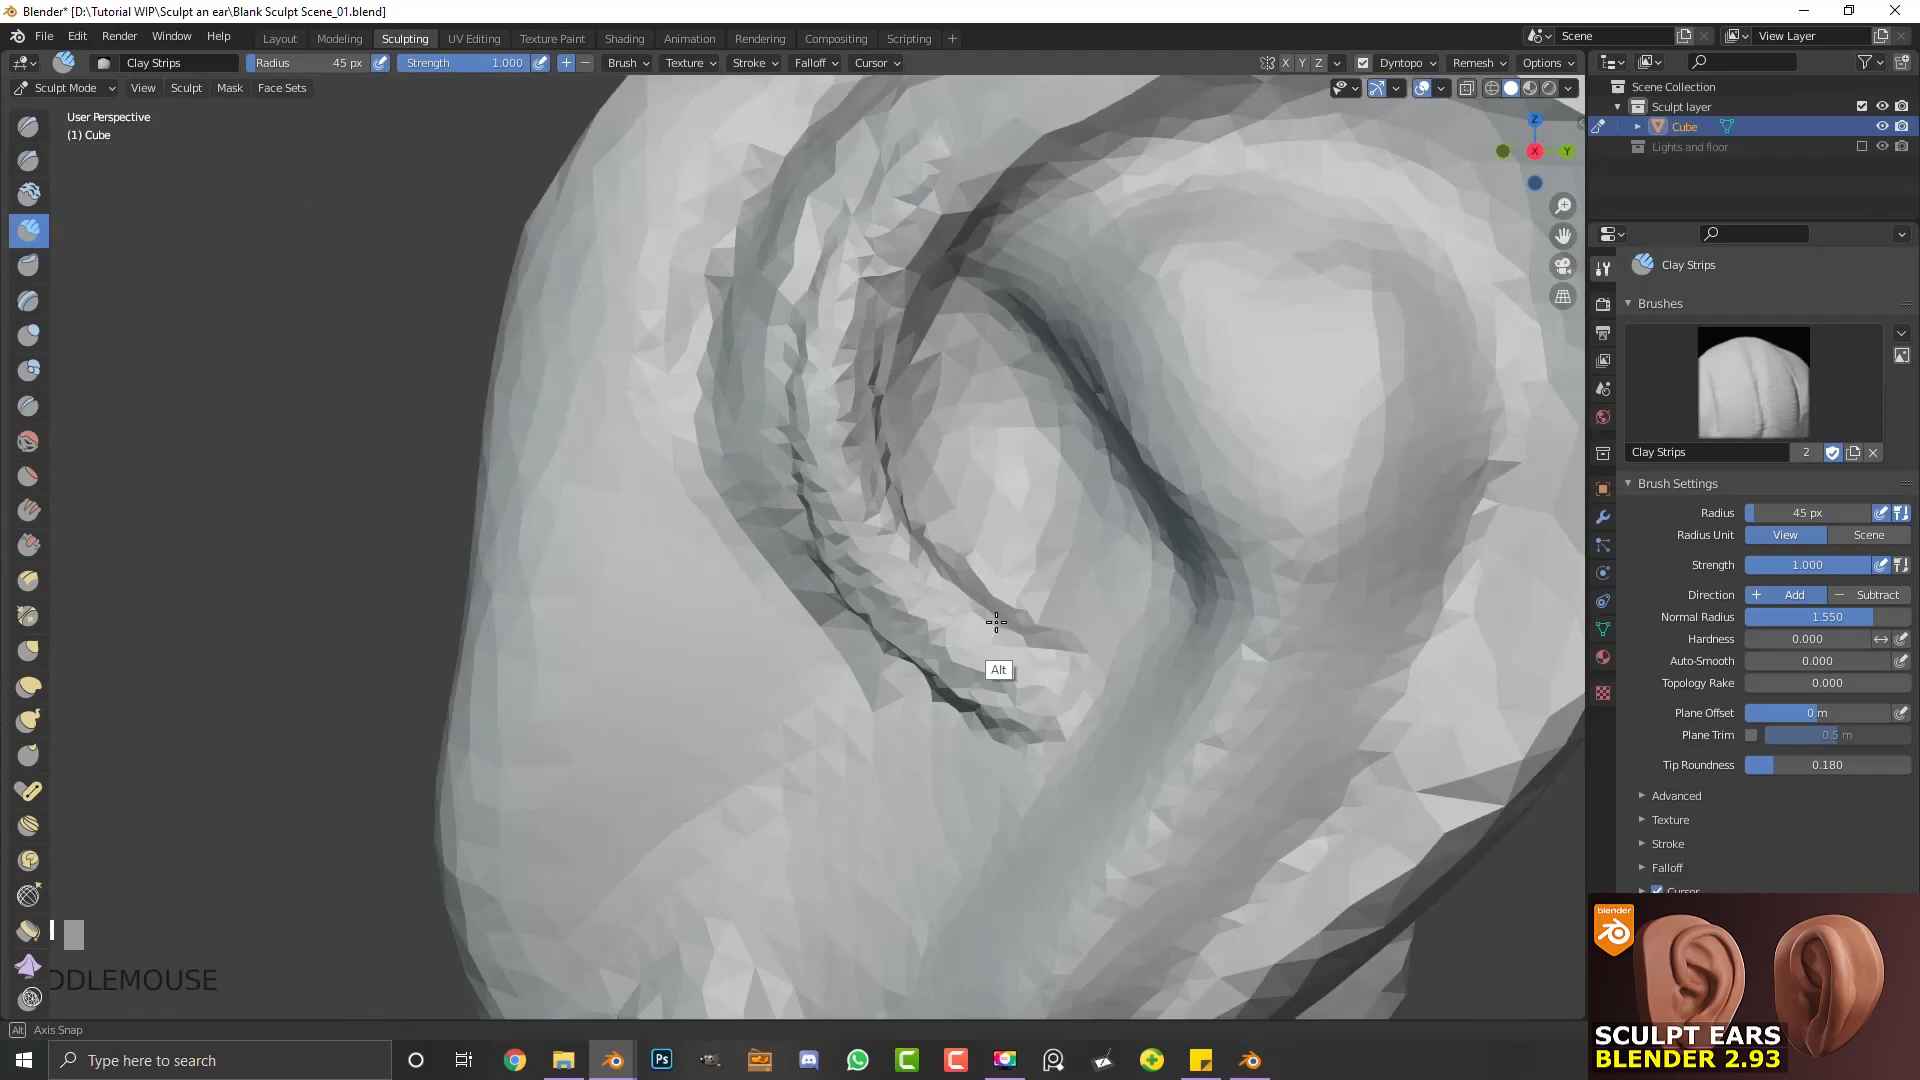 Blender* [D:\Tutorial WIP\Sculpt an ear\Blank Sculpt Scene_01.blend]
File Edit Render Window Help
Layout Modeling Sculpting UV Editing Texture Paint Shading Animation Rendering Compositing Scripting +
Scene
View Layer
Clay Strips
Radius 45 px
Strength 1.000
Brush Texture Stroke Falloff Cursor
X Y Z
Dyntopo Remesh Options
Sculpt Mode View Sculpt Mask Face Sets
User Perspective
(1) Cube
Z
X
Y
Scene Collection
Sculpt layer
Cube
Lights and floor
Clay Strips
Brushes
Clay Strips 2
Brush Settings
Radius 45 px
Radius Unit View Scene
Strength 1.000
Direction + Add − Subtract
Normal Radius 1.550
Hardness 0.000
Auto-Smooth 0.000
Topology Rake 0.000
Plane Offset 0 m
Plane Trim 0.5 m
Tip Roundness 0.180
Advanced
Texture
Stroke
Falloff
Cursor
Alt
DDLEMOUSE
Alt Axis Snap
blender
SCULPT EARS
BLENDER 2.93
Type here to search
Ps